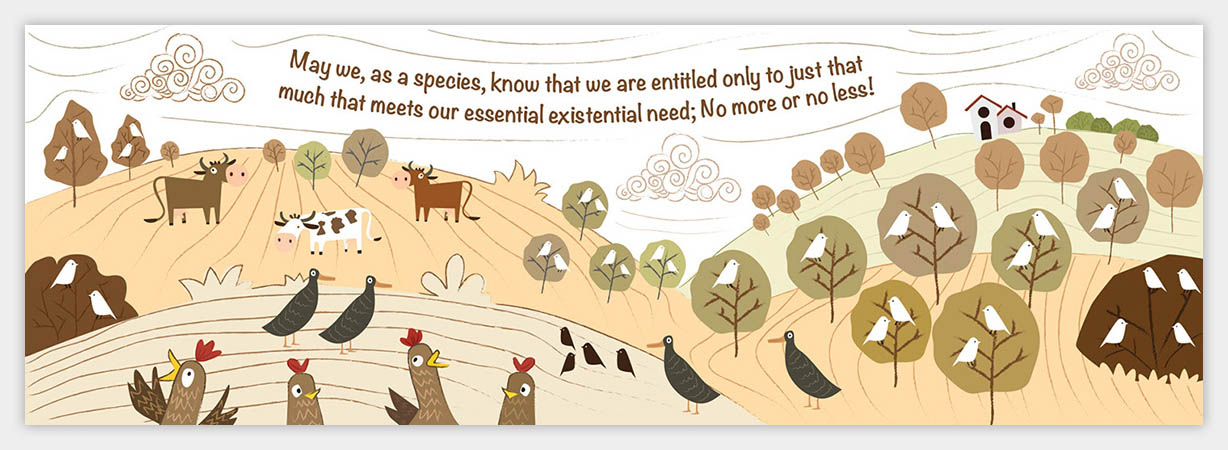 May we, as a species, know that we are entitled only to just that
much that meets our essential existential need; No more or no less!